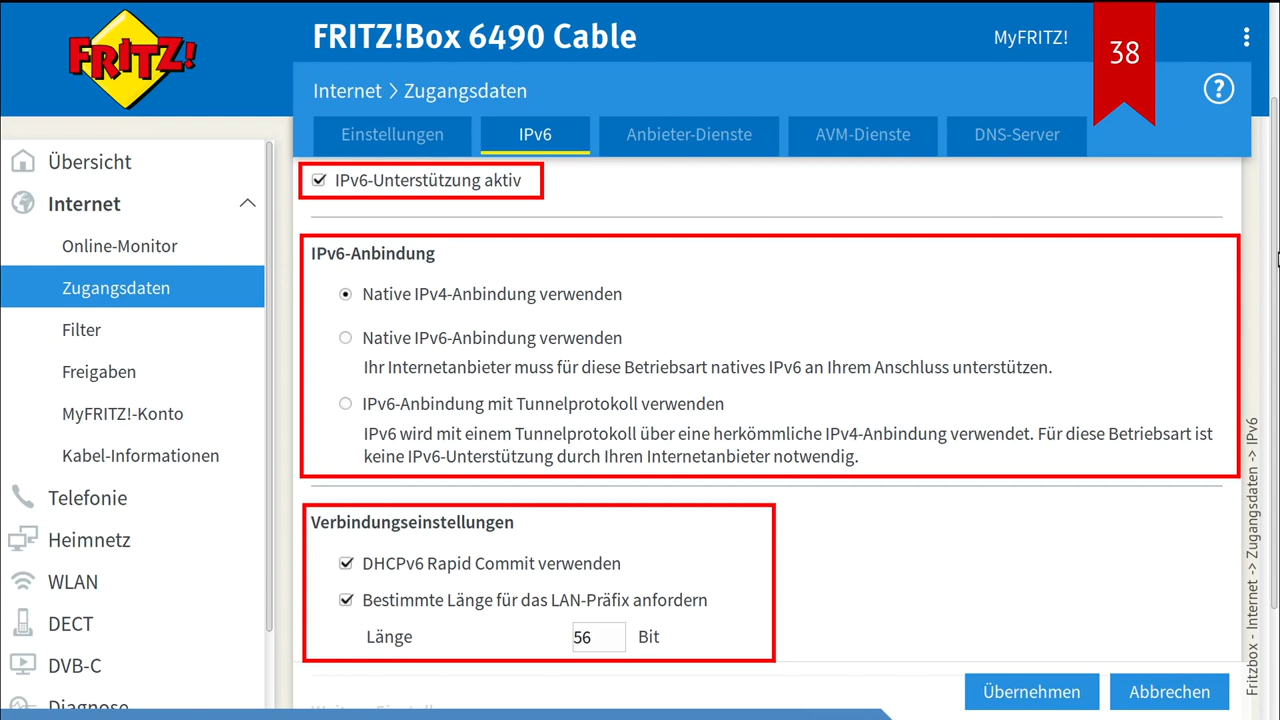 FRITZ!
FRITZ!Box 6490 Cable
MyFRITZ!
38
Internet > Zugangsdaten
?
Einstellungen
IPv6
Anbieter-Dienste
AVM-Dienste
DNS-Server
Übersicht
Internet
Online-Monitor
Zugangsdaten
Filter
Freigaben
MyFRITZ!-Konto
Kabel-Informationen
Telefonie
Heimnetz
WLAN
DECT
DVB-C
Diagnose
IPv6-Unterstützung aktiv
IPv6-Anbindung
Native IPv4-Anbindung verwenden
Native IPv6-Anbindung verwenden
Ihr Internetanbieter muss für diese Betriebsart natives IPv6 an Ihrem Anschluss unterstützen.
IPv6-Anbindung mit Tunnelprotokoll verwenden
IPv6 wird mit einem Tunnelprotokoll über eine herkömmliche IPv4-Anbindung verwendet. Für diese Betriebsart ist
keine IPv6-Unterstützung durch Ihren Internetanbieter notwendig.
Verbindungseinstellungen
DHCPv6 Rapid Commit verwenden
Bestimmte Länge für das LAN-Präfix anfordern
Länge 56 Bit
Übernehmen
Abbrechen
Fritzbox - Internet -> Zugangsdaten -> IPv6